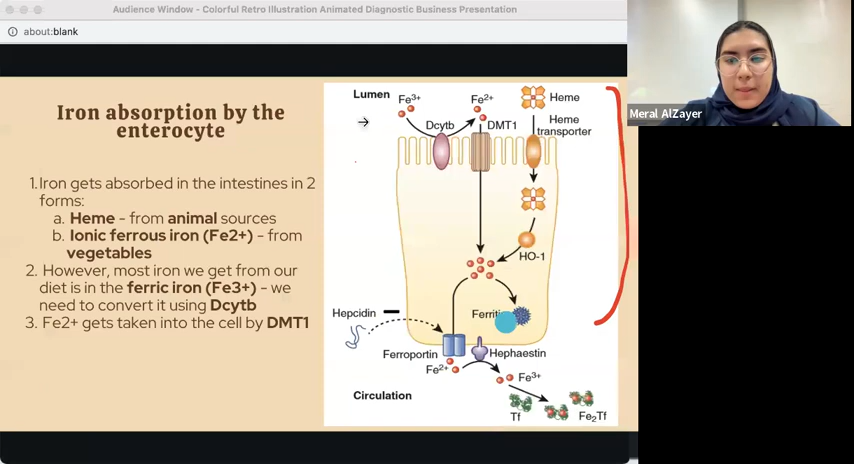 Audience Window - Colorful Retro Illustration Animated Diagnostic Business Presentation
about:blank
Iron absorption by the
enterocyte
1. Iron gets absorbed in the intestines in 2
forms:
a. Heme - from animal sources
b. Ionic ferrous iron (Fe2+) - from
vegetables
2. However, most iron we get from our
diet is in the ferric iron (Fe3+) - we
need to convert it using Dcytb
3. Fe2+ gets taken into the cell by DMT1
Lumen
Fe3+
Fe2+
Heme
Dcytb
DMT1
Heme
transporter
HO-1
Hepcidin
Ferroportin
Hephaestin
Fe2+
Fe3+
Circulation
Tf
Fe2Tf
Meral AlZayer